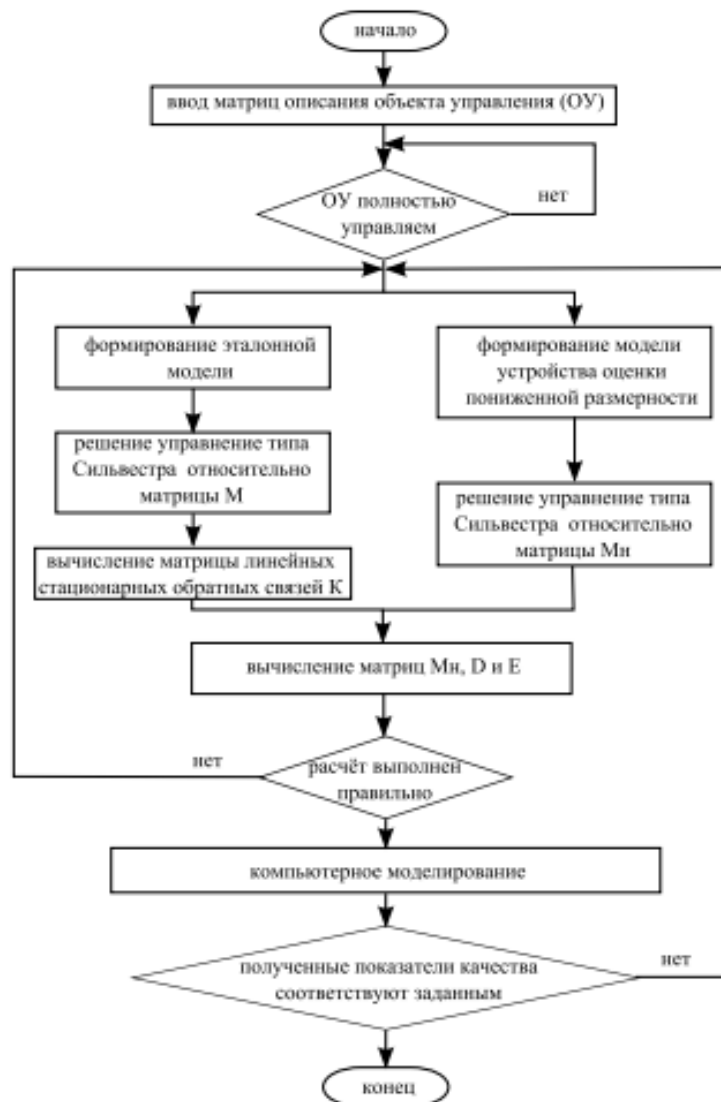 начало
ввод матриц описания объекта управления (ОУ)
нет
ОУ полностью
управляем
формирование эталонной
модели
формирование модели
устройства оценки
пониженной размерности
решение управление типа
Сильвестра относительно
матрицы М
решение управление типа
Сильвестра относительно
матрицы Мн
вычисление матрицы линейных
стационарных обратных связей К
вычисление матриц Мн, D и Е
нет
расчёт выполнен
правильно
компьютерное моделирование
нет
полученные показатели качества
соответствуют заданным
конец